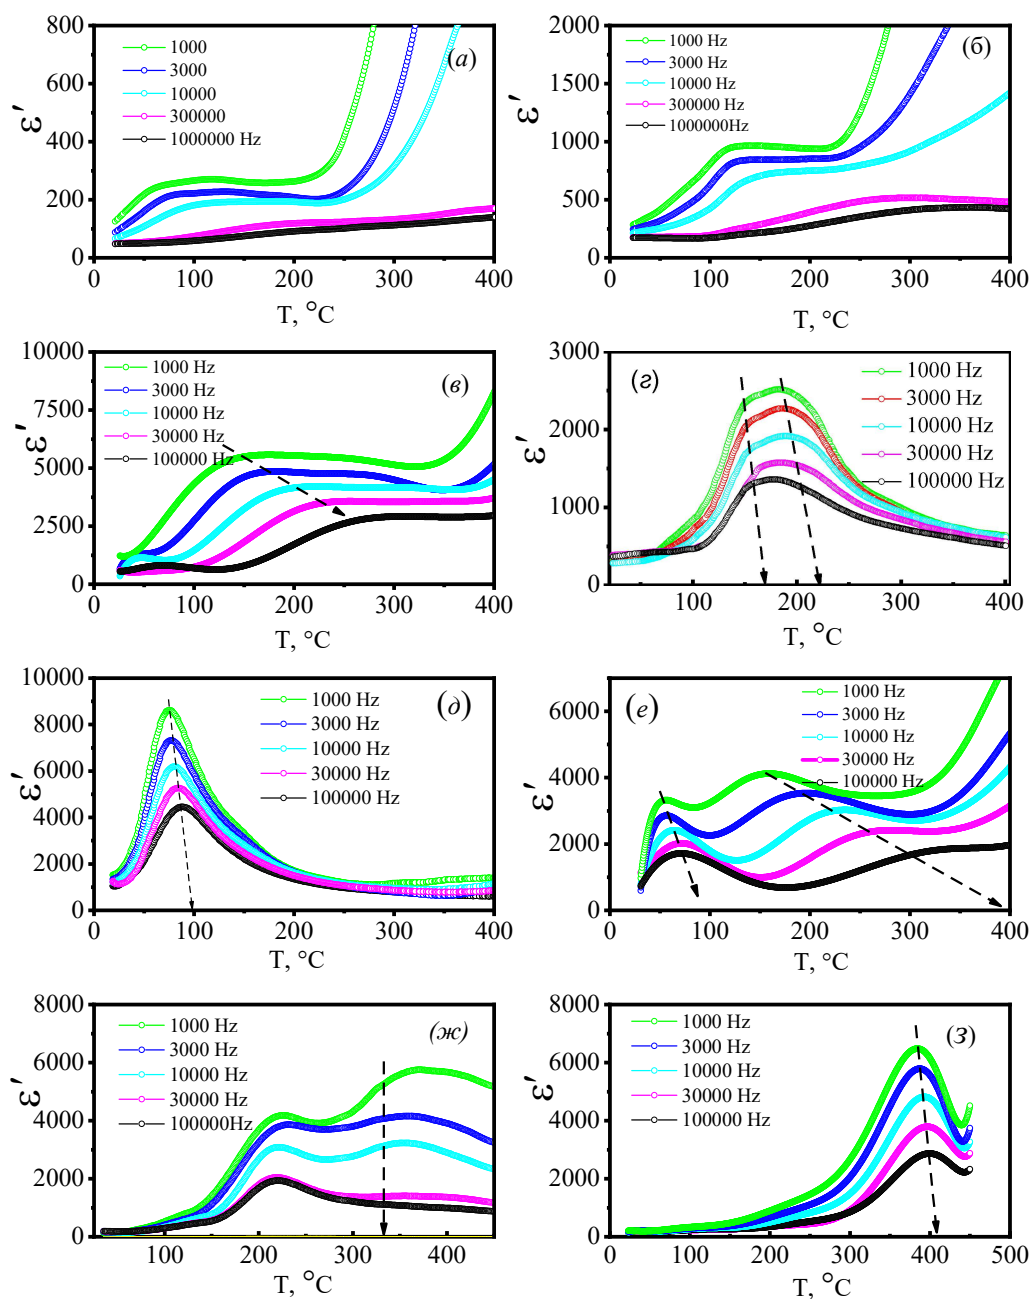 800
600
400
200
0
ε′
1000
3000
10000
300000
1000000 Hz
(а)
0 100 200 300 400
T, °C
2000
1500
1000
500
0
ε′
1000 Hz
3000 Hz
10000 Hz
300000 Hz
1000000Hz
(б)
0 100 200 300 400
T, °C
10000
7500
5000
2500
0
ε′
1000 Hz
3000 Hz
10000 Hz
30000 Hz
100000 Hz
(в)
0 100 200 300 400
T, °C
3000
2000
1000
0
ε′
(г)
1000 Hz
3000 Hz
10000 Hz
30000 Hz
100000 Hz
100 200 300 400
T, °C
10000
8000
6000
4000
2000
0
ε′
1000 Hz
3000 Hz
10000 Hz
30000 Hz
100000 Hz
(д)
0 100 200 300 400
T, °C
6000
4000
2000
0
ε′
(е)
1000 Hz
3000 Hz
10000 Hz
30000 Hz
100000 Hz
0 100 200 300 400
T, °C
8000
6000
4000
2000
0
ε′
1000 Hz
3000 Hz
10000 Hz
30000 Hz
100000Hz
(ж)
100 200 300 400
T, °C
8000
6000
4000
2000
0
ε′
1000 Hz
3000 Hz
10000 Hz
30000 Hz
100000 Hz
(з)
0 100 200 300 400 500
T, °C